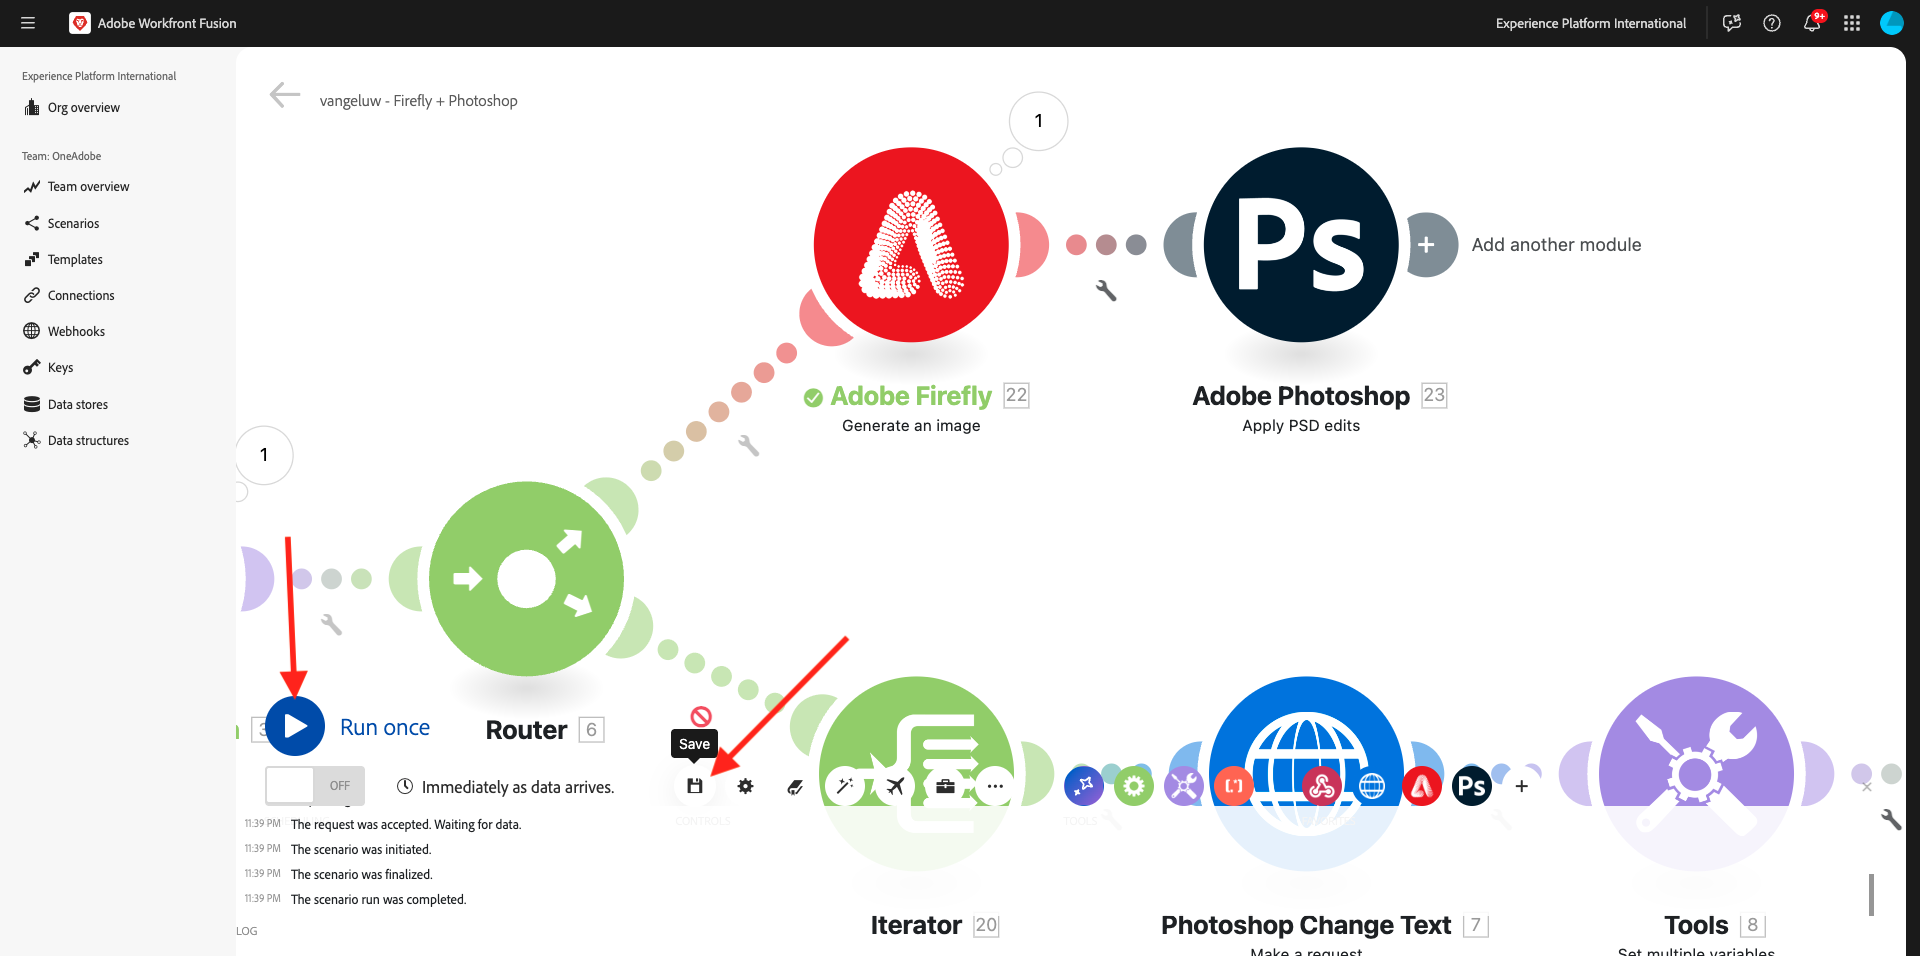 Adobe Workfront Fusion
Experience Platform International
9+
Experience Platform International
Org overview
Team: OneAdobe
Team overview
Scenarios
Templates
Connections
Webhooks
Keys
Data stores
Data structures
vangeluw - Firefly + Photoshop
1
Ps
Add another module
Adobe Firefly 22
Generate an image
Adobe Photoshop 23
Apply PSD edits
1
Run once
Router 6
Save
OFF
Immediately as data arrives.
Ps
CONTROLS
TOOLS
11:39 PM The request was accepted. Waiting for data.
11:39 PM The scenario was initiated.
11:39 PM The scenario was finalized.
11:39 PM The scenario run was completed.
LOG
Iterator 20
Photoshop Change Text 7
Make a request
Tools 8
Set multiple variables